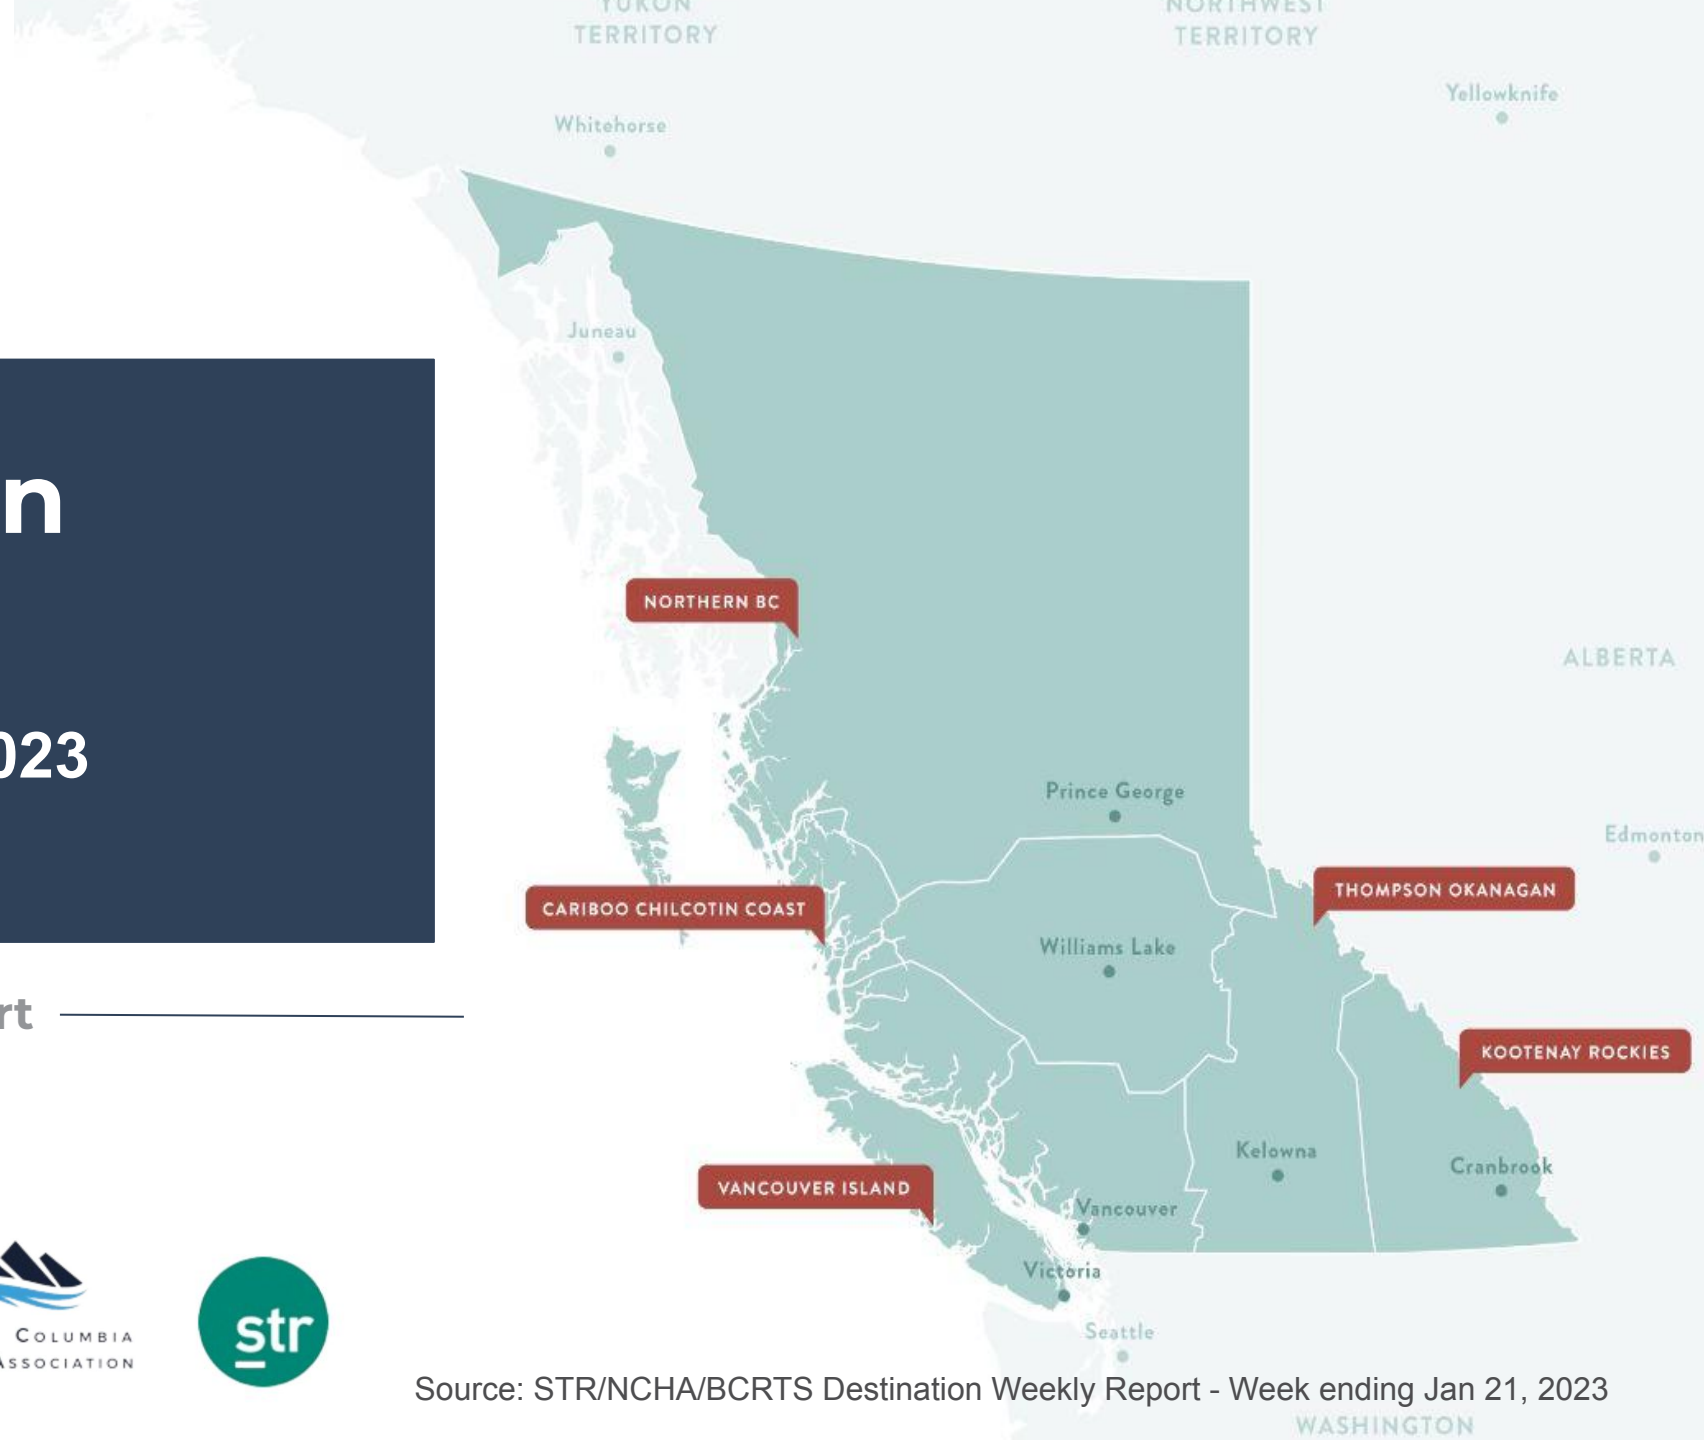 YUKON
TERRITORY
NORTHWEST
TERRITORY
Yellowknife
Whitehorse
Juneau
n
NORTHERN BC
ALBERTA
023
Prince George
Edmonton
THOMPSON OKANAGAN
CARIBOO CHILCOTIN COAST
Williams Lake
rt
KOOTENAY ROCKIES
Kelowna
Cranbrook
VANCOUVER ISLAND
Vancouver
Victoria
COLUMBIA
ASSOCIATION
str
Seattle
Source: STR/NCHA/BCRTS Destination Weekly Report - Week ending Jan 21, 2023
WASHINGTON